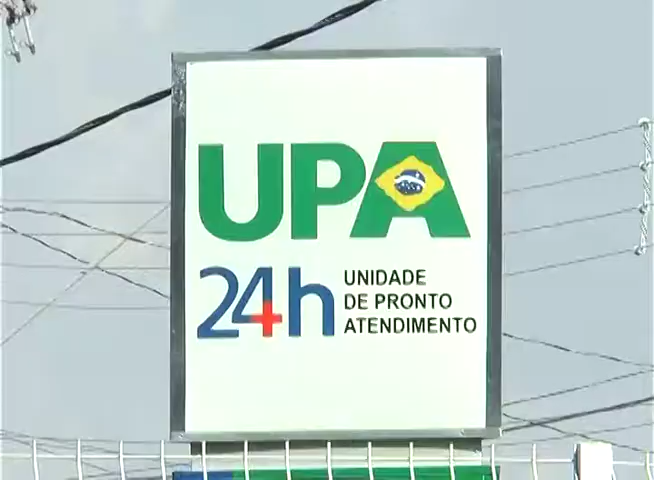 UPA
24h
UNIDADE
DE PRONTO
ATENDIMENTO